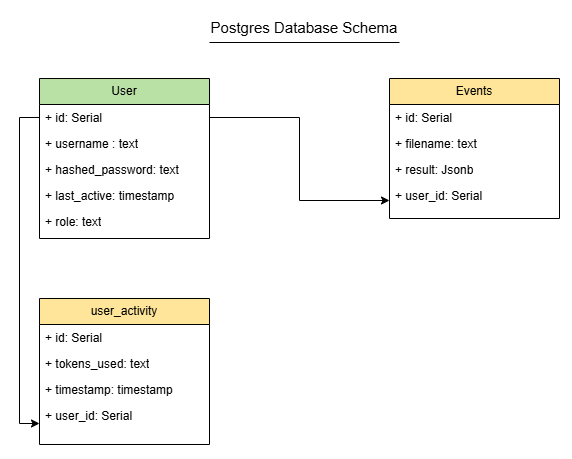 Postgres Database Schema
User
+ id: Serial
+ username : text
+ hashed_password: text
+ last_active: timestamp
+ role: text
Events
+ id: Serial
+ filename: text
+ result: Jsonb
+ user_id: Serial
user_activity
+ id: Serial
+ tokens_used: text
+ timestamp: timestamp
+ user_id: Serial